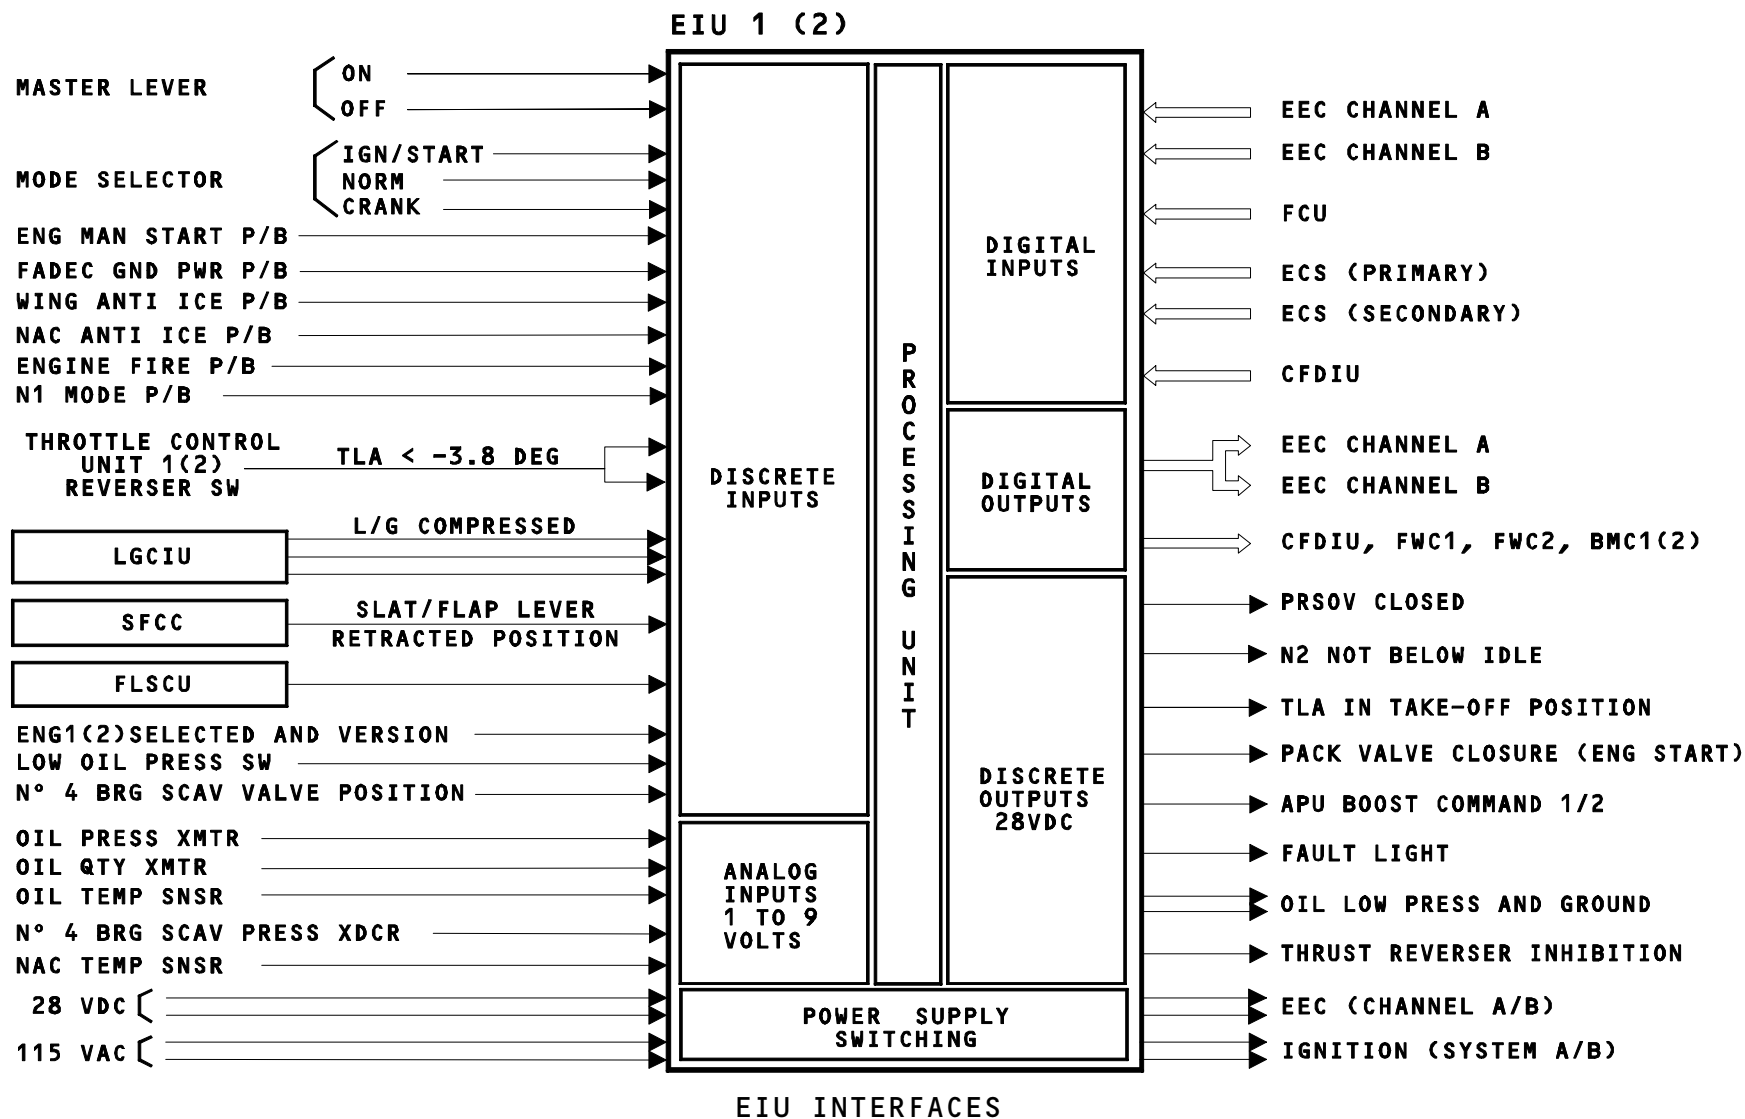 EIU 1 (2)
MASTER LEVER
ON
OFF
MODE SELECTOR
IGN/START
NORM
CRANK
ENG MAN START P/B
FADEC GND PWR P/B
WING ANTI ICE P/B
NAC ANTI ICE P/B
ENGINE FIRE P/B
N1 MODE P/B
THROTTLE CONTROL
UNIT 1(2)
REVERSER SW
TLA < -3.8 DEG
LGCIU
L/G COMPRESSED
SFCC
SLAT/FLAP LEVER
RETRACTED POSITION
FLSCU
ENG1(2)SELECTED AND VERSION
LOW OIL PRESS SW
N° 4 BRG SCAV VALVE POSITION
OIL PRESS XMTR
OIL QTY XMTR
OIL TEMP SNSR
N° 4 BRG SCAV PRESS XDCR
NAC TEMP SNSR
28 VDC
115 VAC
DISCRETE
INPUTS
ANALOG
INPUTS
1 TO 9
VOLTS
PROCESSING UNIT
DIGITAL
INPUTS
DIGITAL
OUTPUTS
DISCRETE
OUTPUTS
28VDC
POWER SUPPLY
SWITCHING
EEC CHANNEL A
EEC CHANNEL B
FCU
ECS (PRIMARY)
ECS (SECONDARY)
CFDIU
EEC CHANNEL A
EEC CHANNEL B
CFDIU, FWC1, FWC2, BMC1(2)
PRSOV CLOSED
N2 NOT BELOW IDLE
TLA IN TAKE-OFF POSITION
PACK VALVE CLOSURE (ENG START)
APU BOOST COMMAND 1/2
FAULT LIGHT
OIL LOW PRESS AND GROUND
THRUST REVERSER INHIBITION
EEC (CHANNEL A/B)
IGNITION (SYSTEM A/B)
EIU INTERFACES